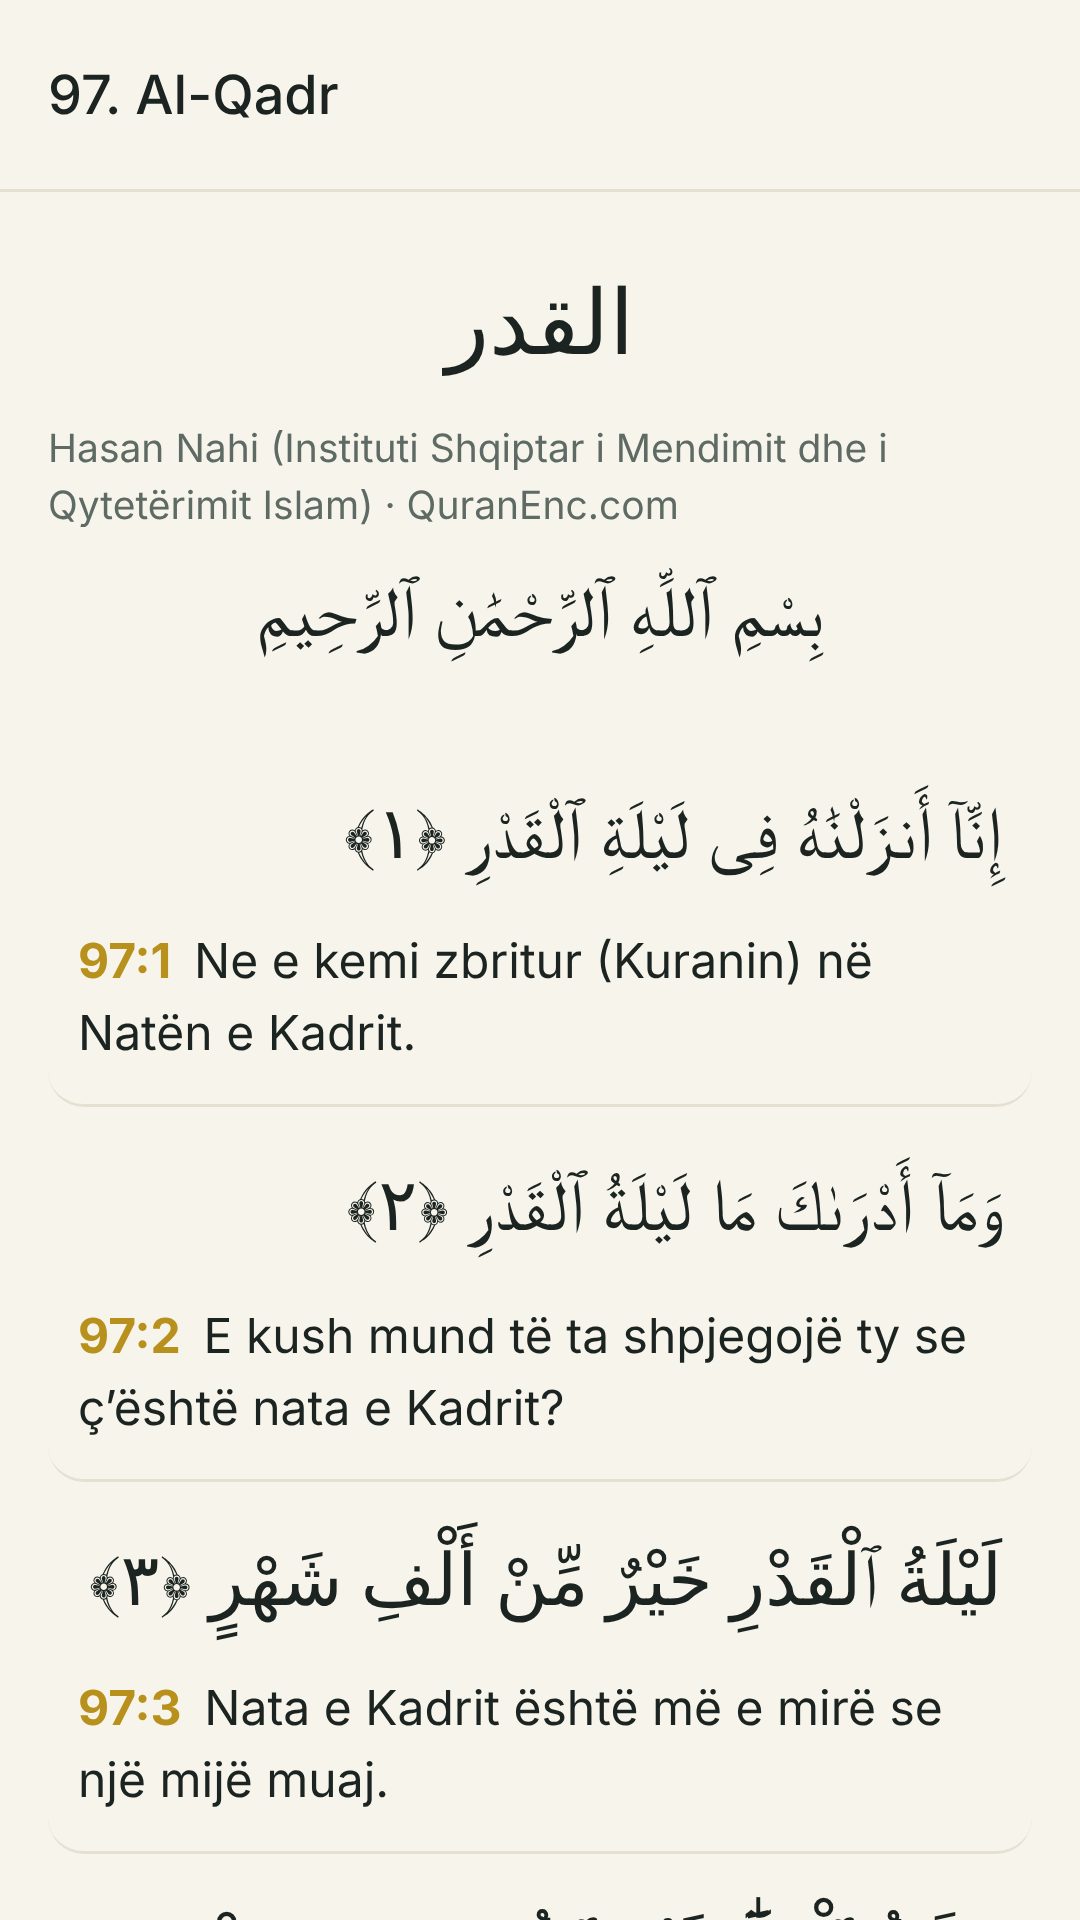 97. Al-Qadr
القدر
Hasan Nahi (Instituti Shqiptar i Mendimit dhe i
Qytetërimit Islam) · QuranEnc.com
بِسْمِ ٱللَّهِ ٱلرَّحْمَٰنِ ٱلرَّحِيمِ
إِنَّآ أَنزَلْنَٰهُ فِى لَيْلَةِ ٱلْقَدْرِ ﴿١﴾
97:1 Ne e kemi zbritur (Kuranin) në
Natën e Kadrit.
وَمَآ أَدْرَىٰكَ مَا لَيْلَةُ ٱلْقَدْرِ ﴿٢﴾
97:2 E kush mund të ta shpjegojë ty se
ç’është nata e Kadrit?
لَيْلَةُ ٱلْقَدْرِ خَيْرٌ مِّنْ أَلْفِ شَهْرٍ ﴿٣﴾
97:3 Nata e Kadrit është më e mirë se
një mijë muaj.